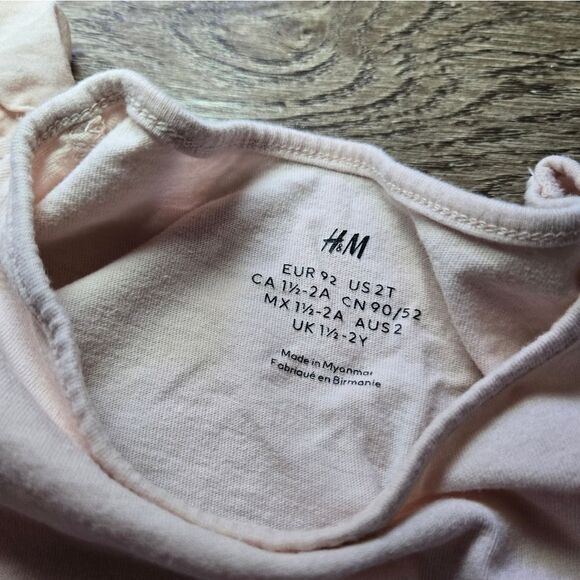 H&M
EUR 92 US 2T
CA 1½-2A CN 90/52
MX 1½-2A AUS 2
UK 1½-2Y
Made in Myanmar
Fabriqué en Birmanie